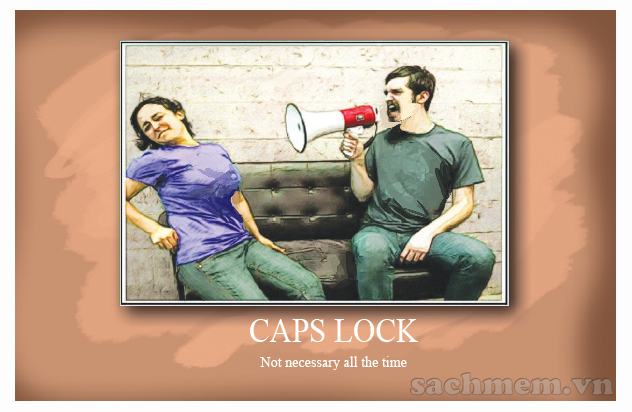 CAPS LOCK
Not necessary all the time
sachmem.vn